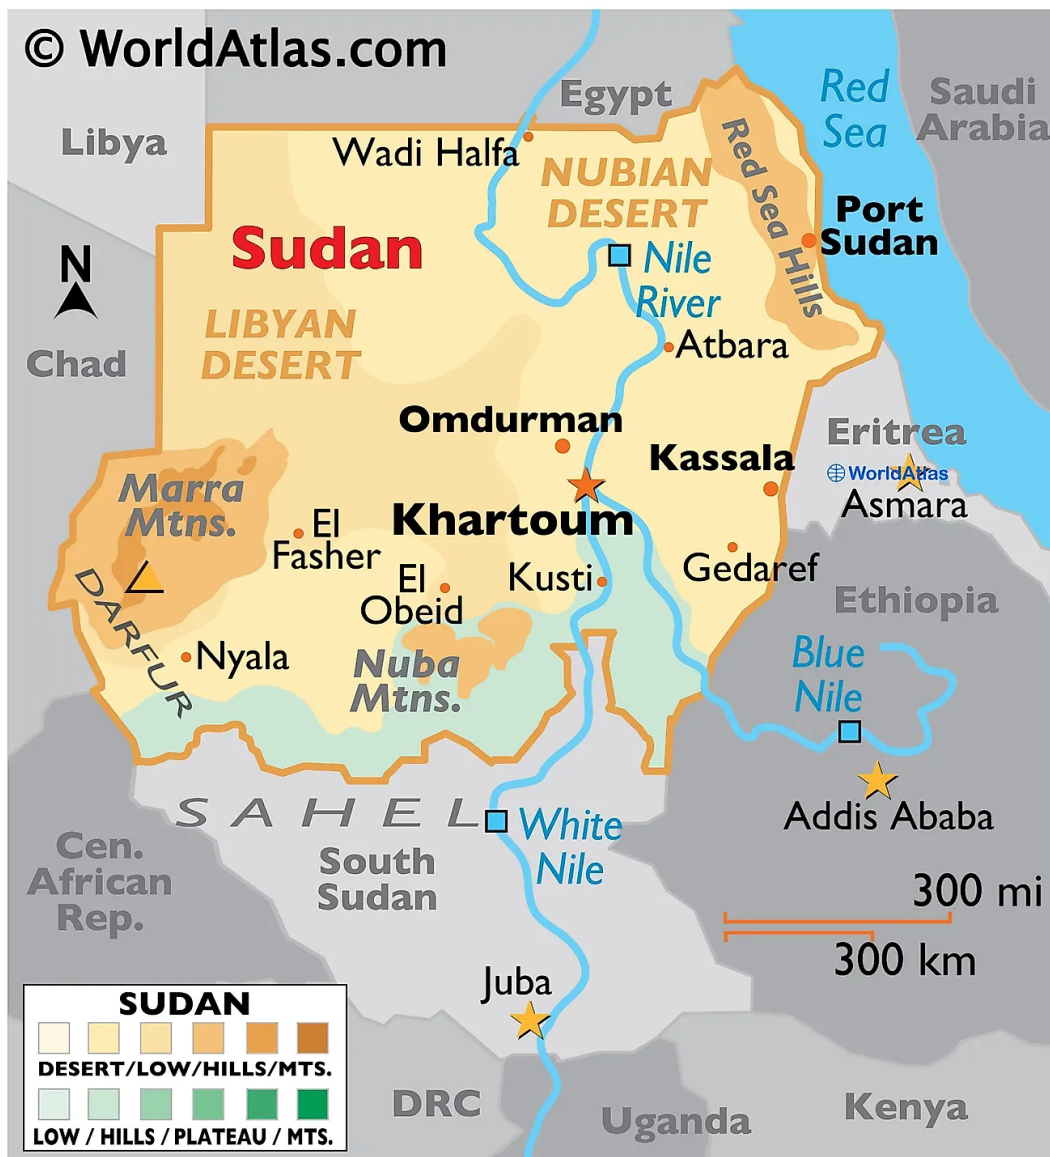 © WorldAtlas.com
Egypt
Red
Sea
Saudi
Arabia
Libya
Wadi Halfa
NUBIAN
DESERT
Red Sea Hills
Port
Sudan
Sudan
N
Nile
River
LIBYAN
DESERT
Chad
Atbara
Omdurman
Kassala
Eritrea
WorldAtlas
Asmara
Marra
Mtns.
Khartoum
El
Fasher
El
Obeid
Kusti
Gedaref
Ethiopia
DARFUR
Nyala
Nuba
Mtns.
Blue
Nile
SAHEL
White
Nile
Addis Ababa
Cen.
African
Rep.
South
Sudan
300 mi
300 km
Juba
SUDAN
DESERT/LOW/HILLS/MTS.
LOW / HILLS / PLATEAU / MTS.
DRC
Uganda
Kenya